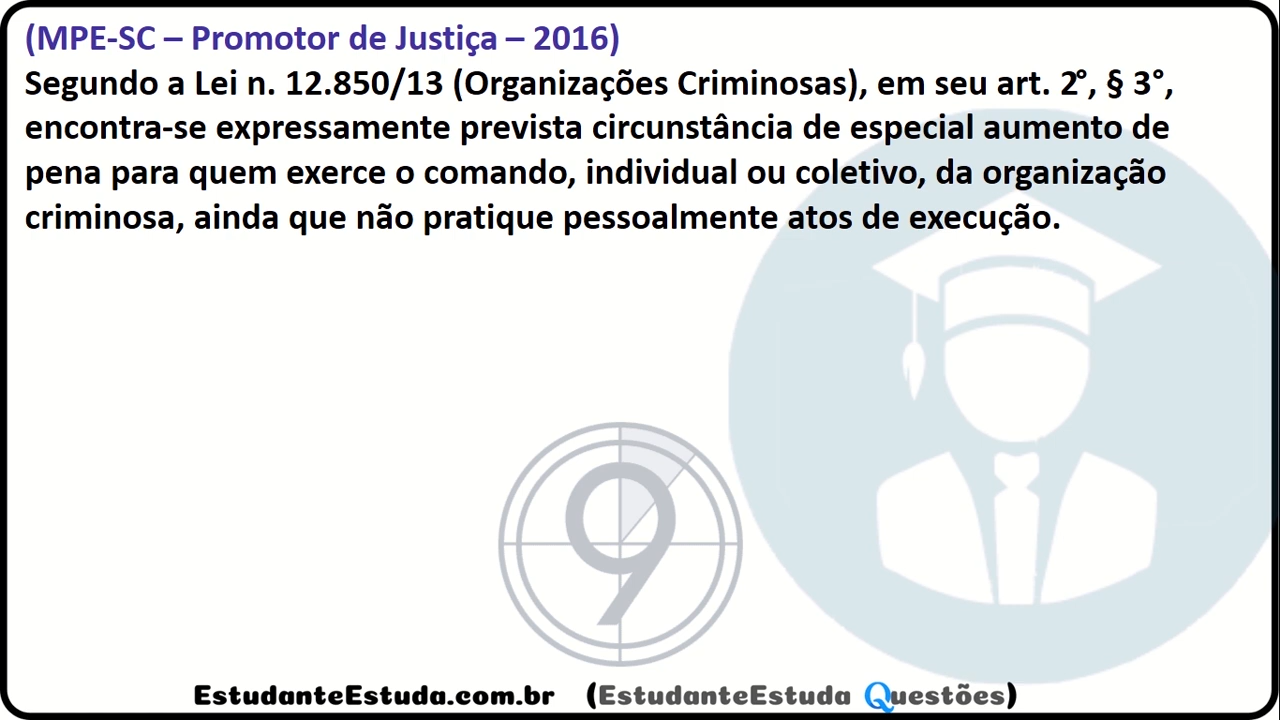 (MPE-SC – Promotor de Justiça – 2016)
Segundo a Lei n. 12.850/13 (Organizações Criminosas), em seu art. 2°, § 3°,
encontra-se expressamente prevista circunstância de especial aumento de
pena para quem exerce o comando, individual ou coletivo, da organização
criminosa, ainda que não pratique pessoalmente atos de execução.
9
EstudanteEstuda.com.br (EstudanteEstuda Questões)